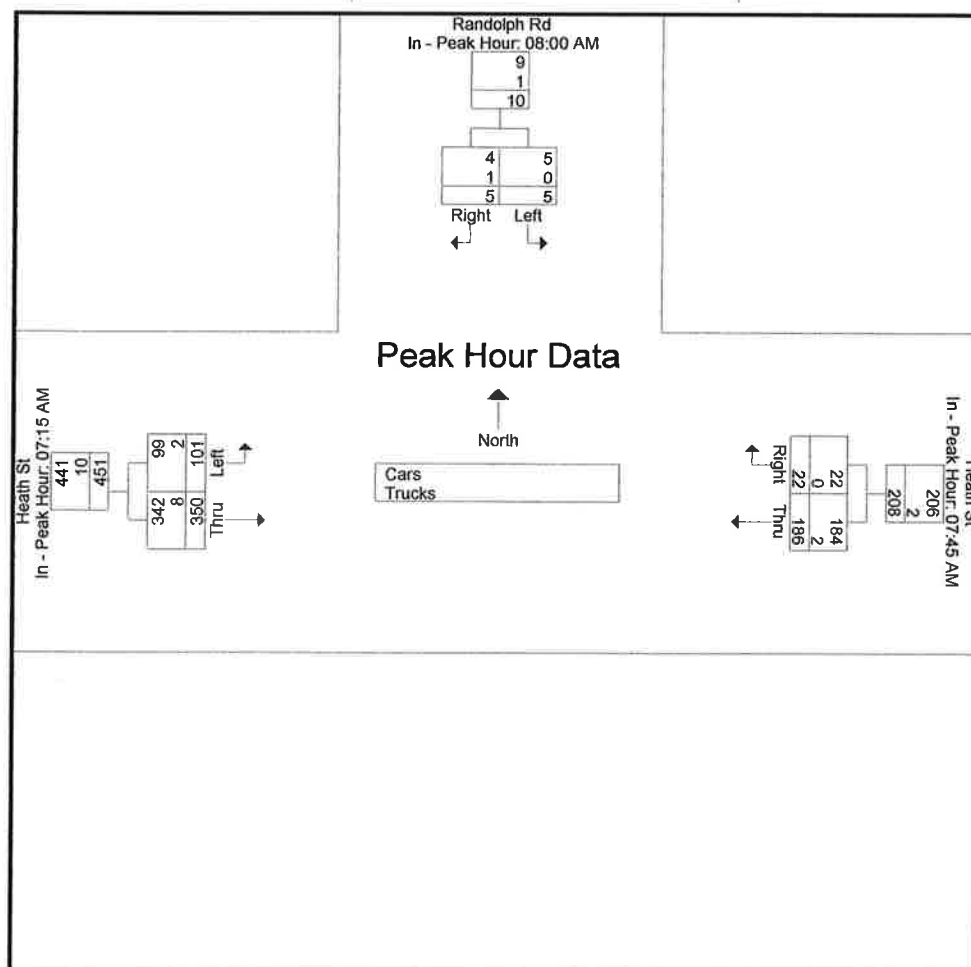 Randolph Rd
In - Peak Hour: 08:00 AM
9
1
10
4 5
1 0
5 5
Right Left
Peak Hour Data
North
Cars
Trucks
Heath St
In - Peak Hour: 07:15 AM
441
10
451
99 342
2 8
101 350
Left Thru
Heath St
In - Peak Hour: 07:45 AM
206
2
208
22 184
0 2
22 186
Right Thru